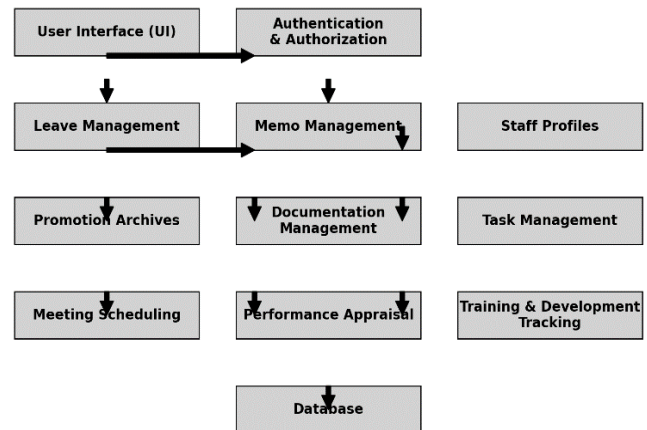 User Interface (UI)
Authentication
& Authorization
Leave Management
Memo Management
Staff Profiles
Promotion Archives
Documentation
Management
Task Management
Meeting Scheduling
Performance Appraisal
Training & Development
Tracking
Database